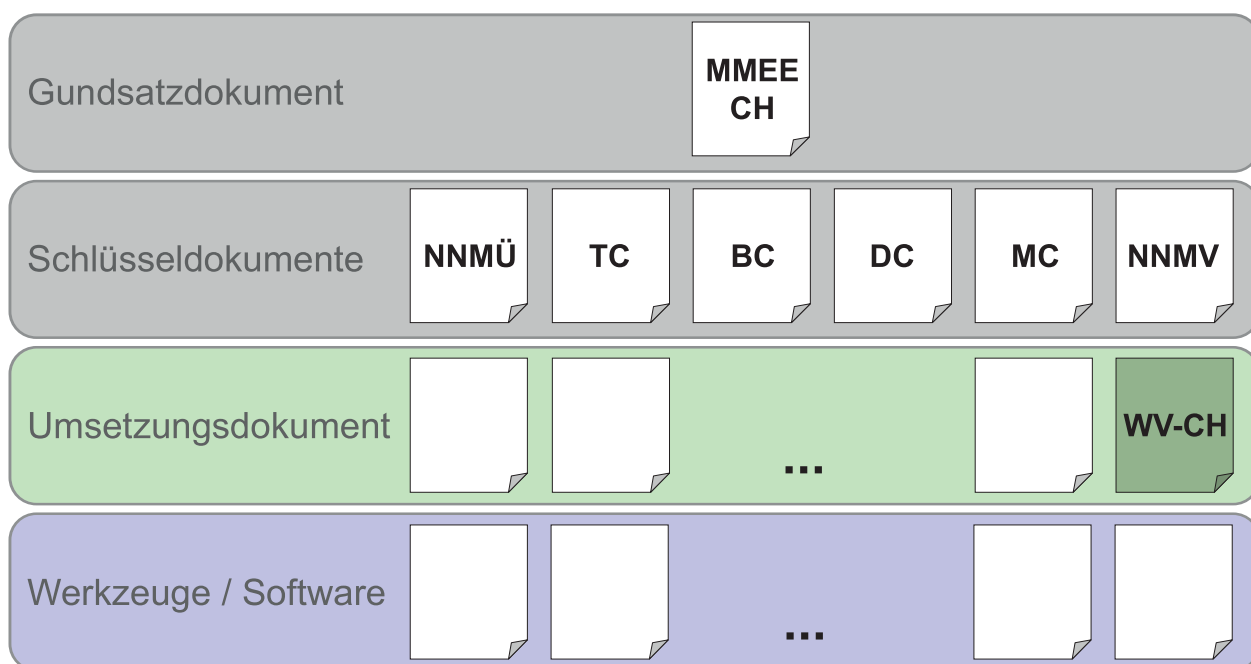 Gundsatzdokument
MMEE
CH
Schlüsseldokumente
NNMÜ
TC
BC
DC
MC
NNMV
Umsetzungsdokument
...
WV-CH
Werkzeuge / Software
...